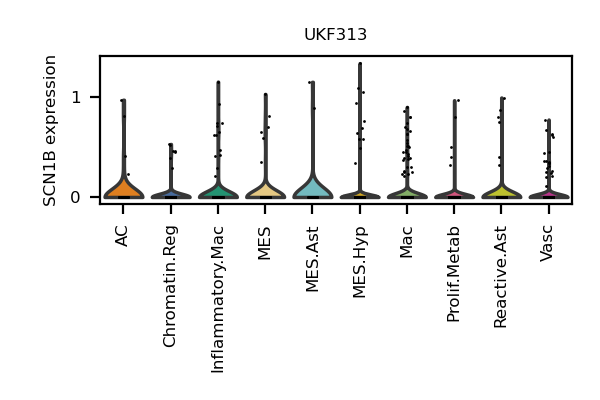 UKF313
SCN1B expression
1
0
AC
Chromatin.Reg
Inflammatory.Mac
MES
MES.Ast
MES.Hyp
Mac
Prolif.Metab
Reactive.Ast
Vasc